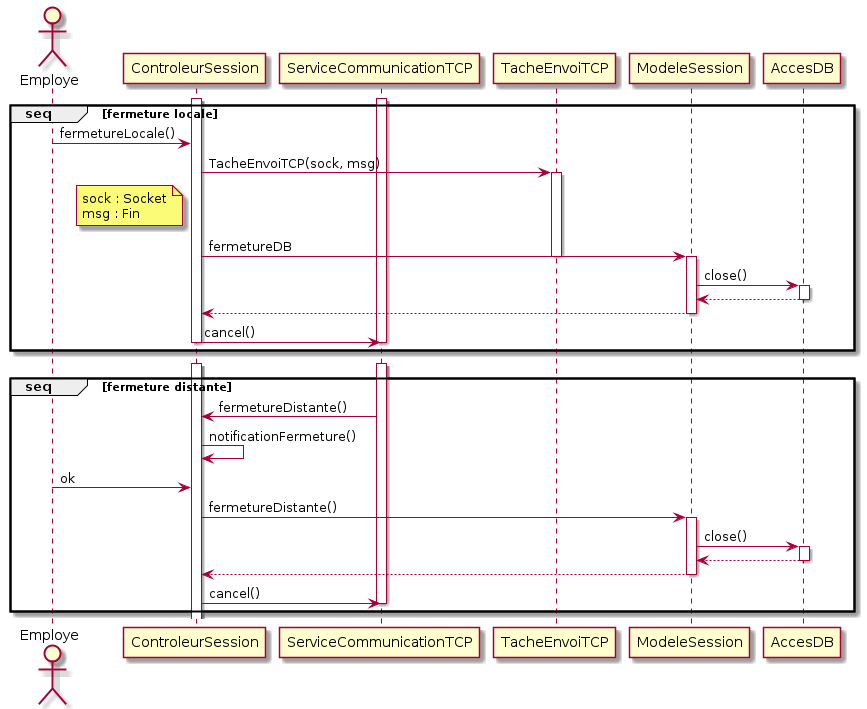 Employe
ControleurSession
ServiceCommunicationTCP
TacheEnvoiTCP
ModeleSession
AccesDB
seq [fermeture locale]
fermetureLocale()
TacheEnvoiTCP(sock, msg)
sock : Socket
msg : Fin
fermetureDB
close()
cancel()
seq [fermeture distante]
fermetureDistante()
notificationFermeture()
ok
fermetureDistante()
close()
cancel()
Employe
ControleurSession
ServiceCommunicationTCP
TacheEnvoiTCP
ModeleSession
AccesDB